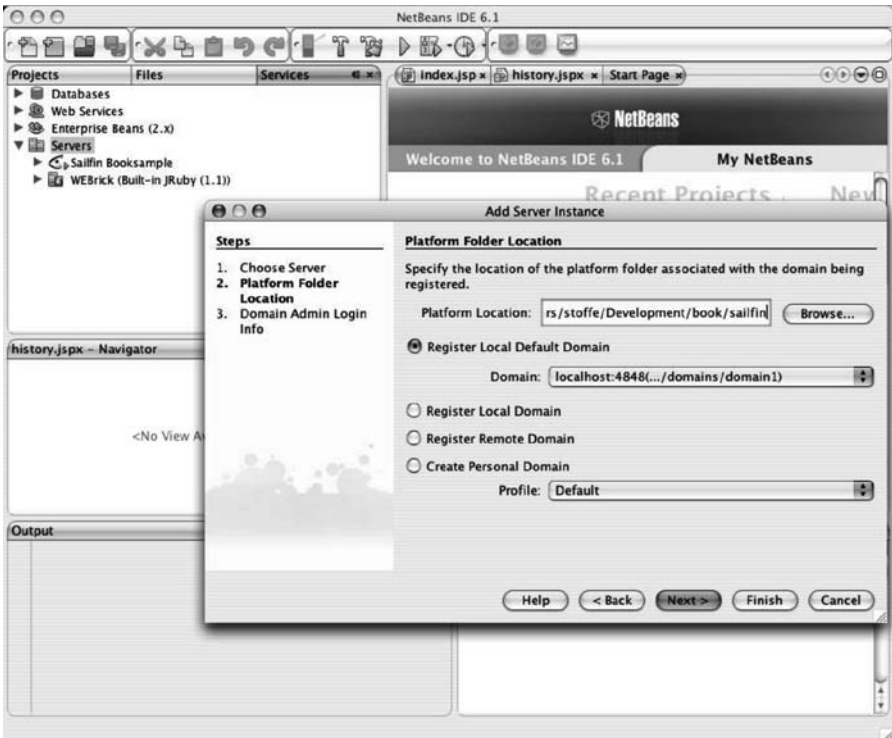 NetBeans IDE 6.1
Projects Files Services
index.jsp history.jspx Start Page
Databases
Web Services
Enterprise Beans (2.x)
Servers
Sailfin Booksample
WEBrick (Built-in JRuby (1.1))
NetBeans
Welcome to NetBeans IDE 6.1 My NetBeans
Recent Projects
history.jspx – Navigator
<No View
Output
Add Server Instance
Steps
1. Choose Server
2. Platform Folder
Location
3. Domain Admin Login
Info
Platform Folder Location
Specify the location of the platform folder associated with the domain being
registered.
Platform Location: rs/stoffe/Development/book/sailfin Browse...
Register Local Default Domain
Domain: localhost:4848(.../domains/domain1)
Register Local Domain
Register Remote Domain
Create Personal Domain
Profile: Default
Help < Back Next > Finish Cancel